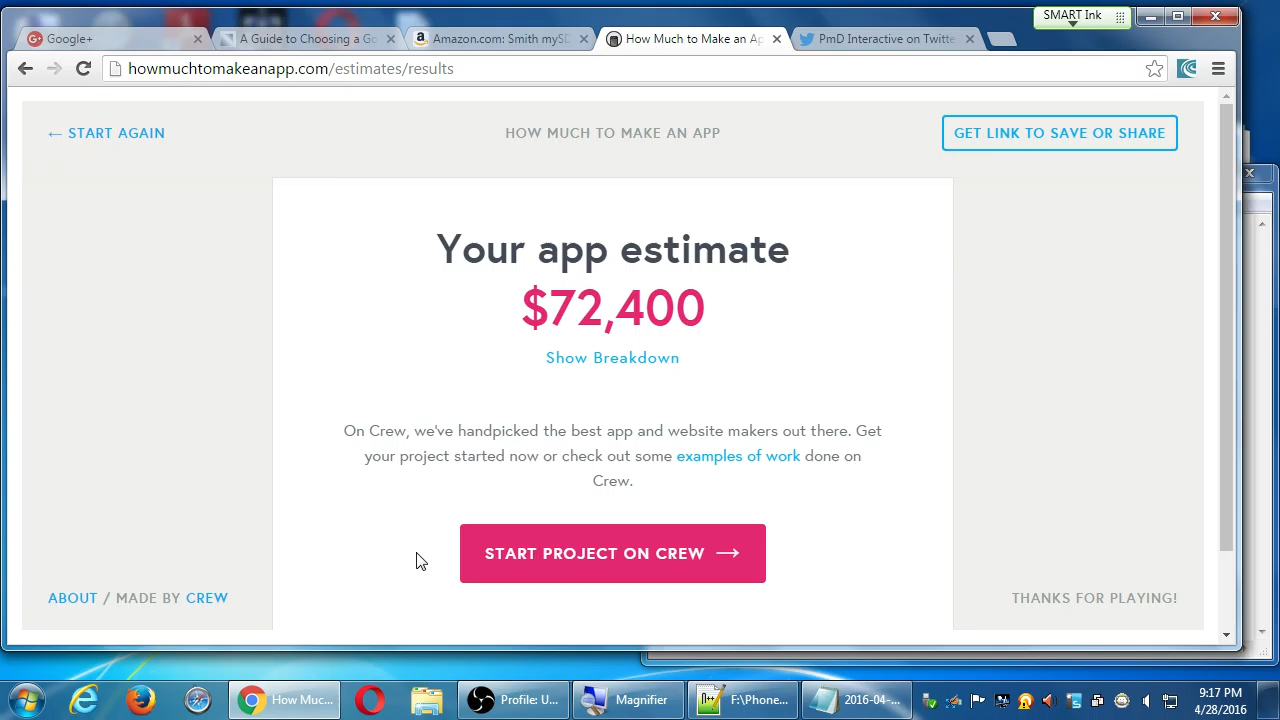 SMART Ink
Google+
A Guide to Choosing a Ge
Amazon.com: Smith mySD
How Much to Make an Ap
PmD Interactive on Twitte
howmuchtomakeanapp.com/estimates/results
← START AGAIN
HOW MUCH TO MAKE AN APP
GET LINK TO SAVE OR SHARE
Your app estimate
$72,400
Show Breakdown
On Crew, we've handpicked the best app and website makers out there. Get
your project started now or check out some examples of work done on
Crew.
START PROJECT ON CREW →
ABOUT / MADE BY CREW
THANKS FOR PLAYING!
How Muc...
Profile: U...
Magnifier
F:\Phone...
2016-04-...
9:17 PM
4/28/2016